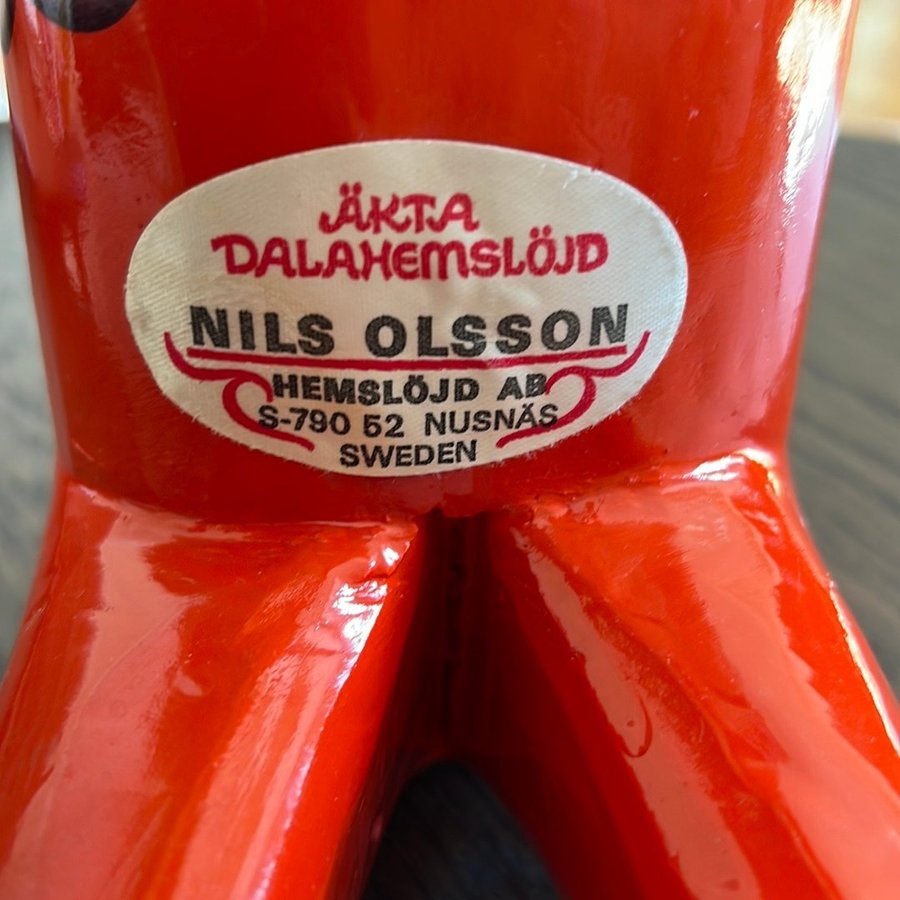 ÄKTA
DALAHEMSLÖJD
NILS OLSSON
HEMSLÖJD AB
S-790 52 NUSNÄS
SWEDEN